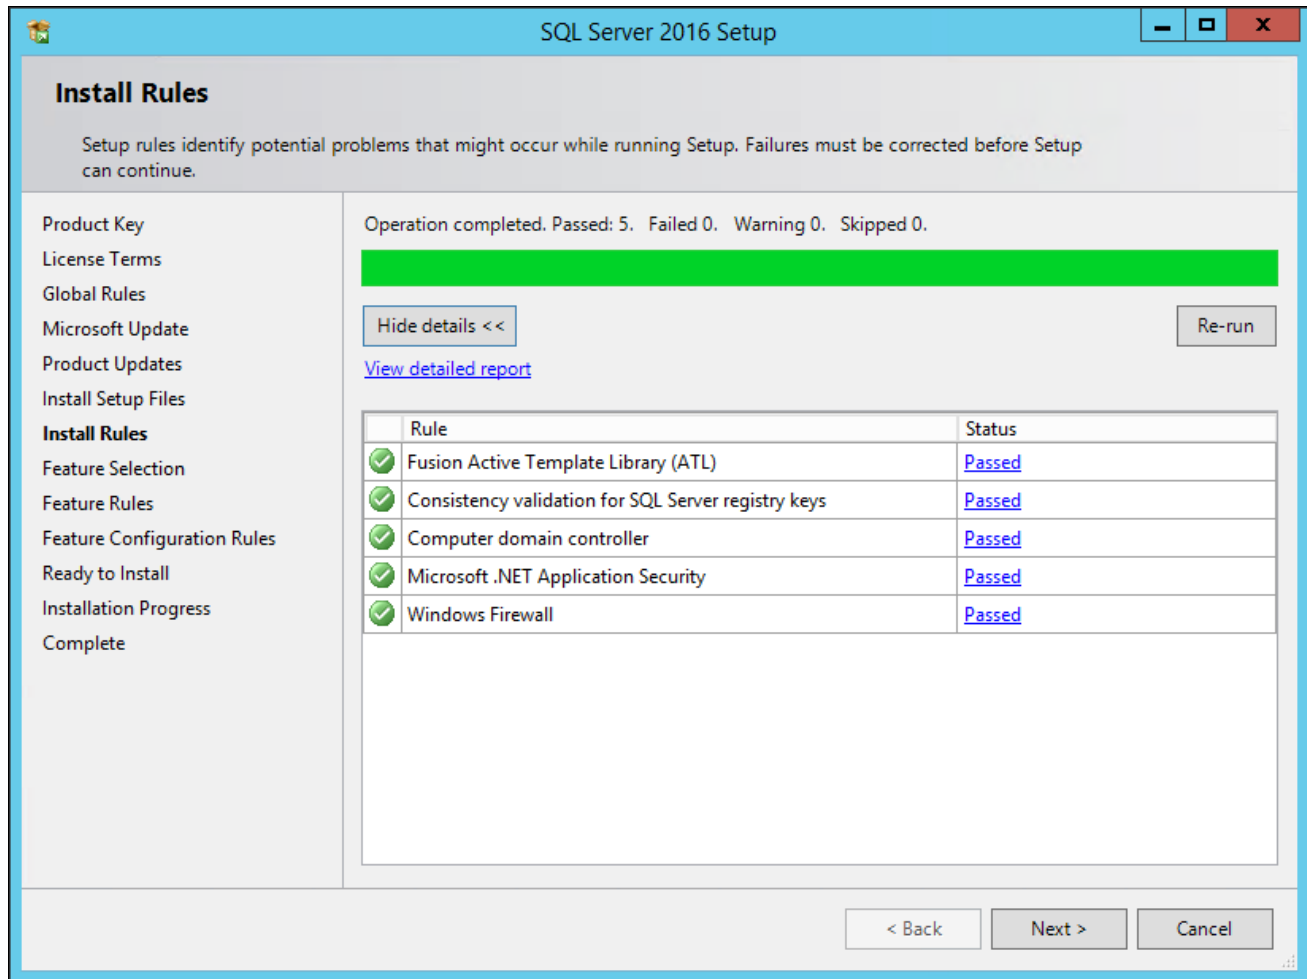 SQL Server 2016 Setup
X
Install Rules
Setup rules identify potential problems that might occur while running Setup. Failures must be corrected before Setup
can continue.
Product Key
License Terms
Global Rules
Microsoft Update
Product Updates
Install Setup Files
Install Rules
Feature Selection
Feature Rules
Feature Configuration Rules
Ready to Install
Installation Progress
Complete
Operation completed. Passed: 5. Failed 0. Warning 0. Skipped 0.
Hide details <<
Re-run
View detailed report
Rule Status
Fusion Active Template Library (ATL) Passed
Consistency validation for SQL Server registry keys Passed
Computer domain controller Passed
Microsoft .NET Application Security Passed
Windows Firewall Passed
< Back Next > Cancel